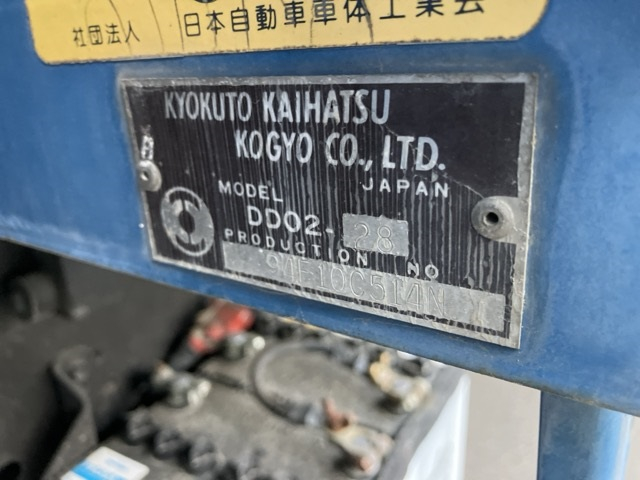 社団法人 日本自動車車体工業会
KYOKUTO KAIHATSU
KOGYO CO., LTD.
JAPAN
MODEL
DD02-28
PRODUCTION NO